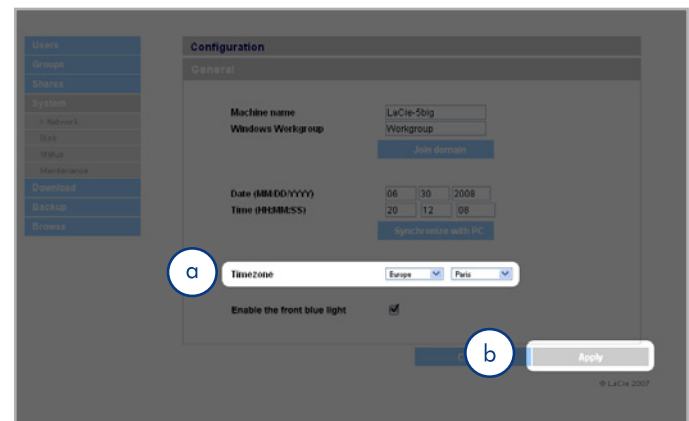 Users
Groups
Shares
System
> Network
Disk
Status
Maintenance
Download
Backup
Browse
Configuration
General
Machine name LaCie-5big
Windows Workgroup Workgroup
Join domain
Date (MM:DD/YYYY) 06 30 2008
Time (HH:MM:SS) 20 12 08
Synchronize with PC
a Timezone Europe Paris
Enable the front blue light
b Apply
© LaCie 2007